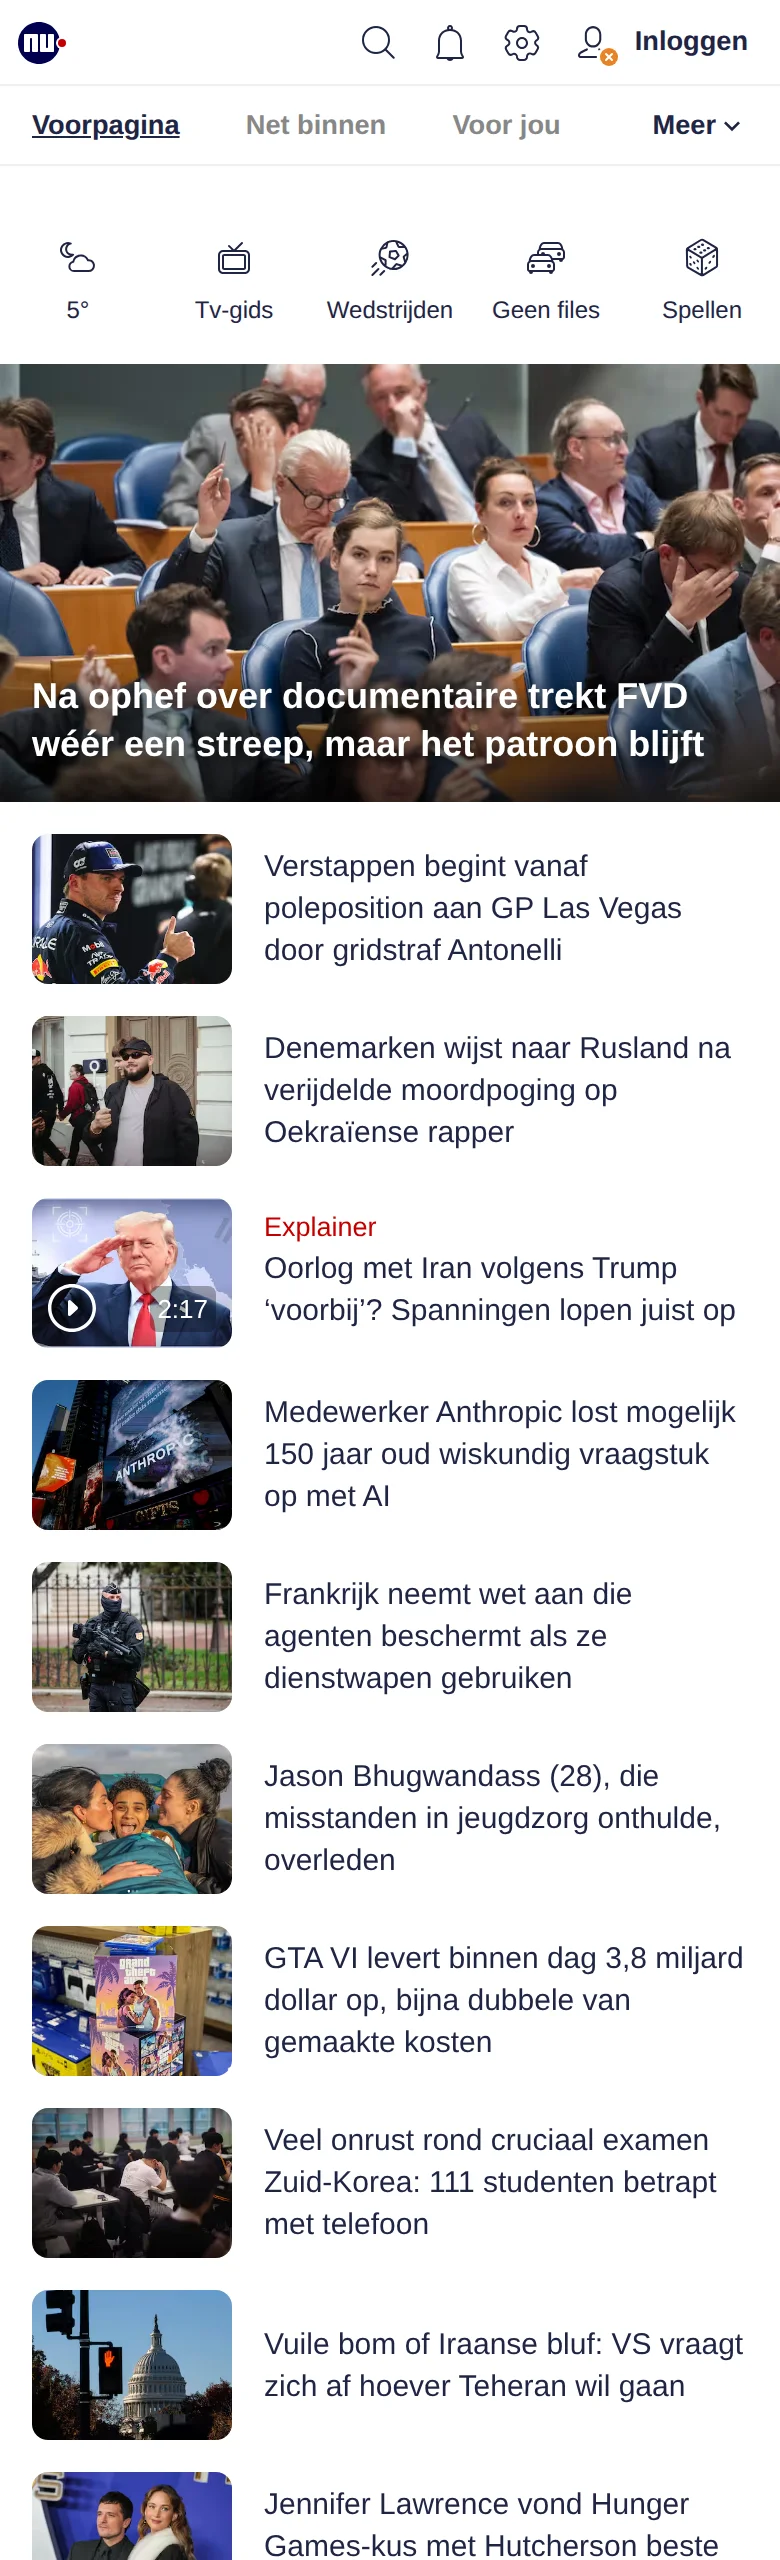 nu
Inloggen
Voorpagina
Net binnen
Voor jou
Meer
5°
Tv-gids
Wedstrijden
Geen files
Spellen
Na ophef over documentaire trekt FVD
wéér een streep, maar het patroon blijft
Verstappen begint vanaf
poleposition aan GP Las Vegas
door gridstraf Antonelli
Denemarken wijst naar Rusland na
verijdelde moordpoging op
Oekraïense rapper
Explainer
Oorlog met Iran volgens Trump
‘voorbij’? Spanningen lopen juist op
2:17
Medewerker Anthropic lost mogelijk
150 jaar oud wiskundig vraagstuk
op met AI
ANTHROPIC
GIFTS
Frankrijk neemt wet aan die
agenten beschermt als ze
dienstwapen gebruiken
Jason Bhugwandass (28), die
misstanden in jeugdzorg onthulde,
overleden
GTA VI levert binnen dag 3,8 miljard
dollar op, bijna dubbele van
gemaakte kosten
grand
theft
Veel onrust rond cruciaal examen
Zuid-Korea: 111 studenten betrapt
met telefoon
Vuile bom of Iraanse bluf: VS vraagt
zich af hoever Teheran wil gaan
Jennifer Lawrence vond Hunger
Games-kus met Hutcherson beste